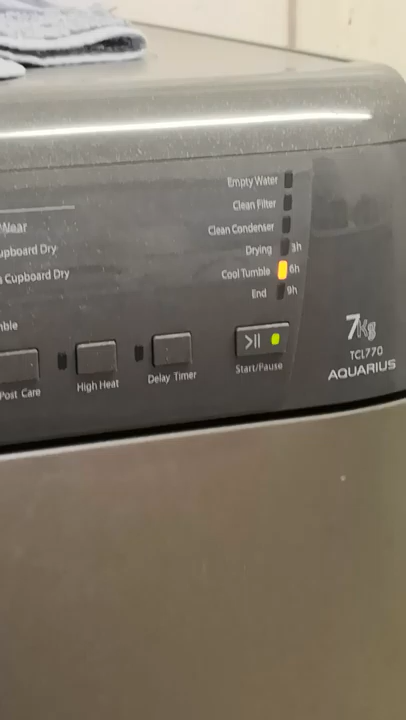 Empty Water
Clean Filter
Clean Condenser
Drying 3h
Cool Tumble 6h
End 9h
Wear
upboard Dry
Cupboard Dry
mble
Post Care
High Heat
Delay Timer
Start/Pause
7kg
TCL770
AQUARIUS